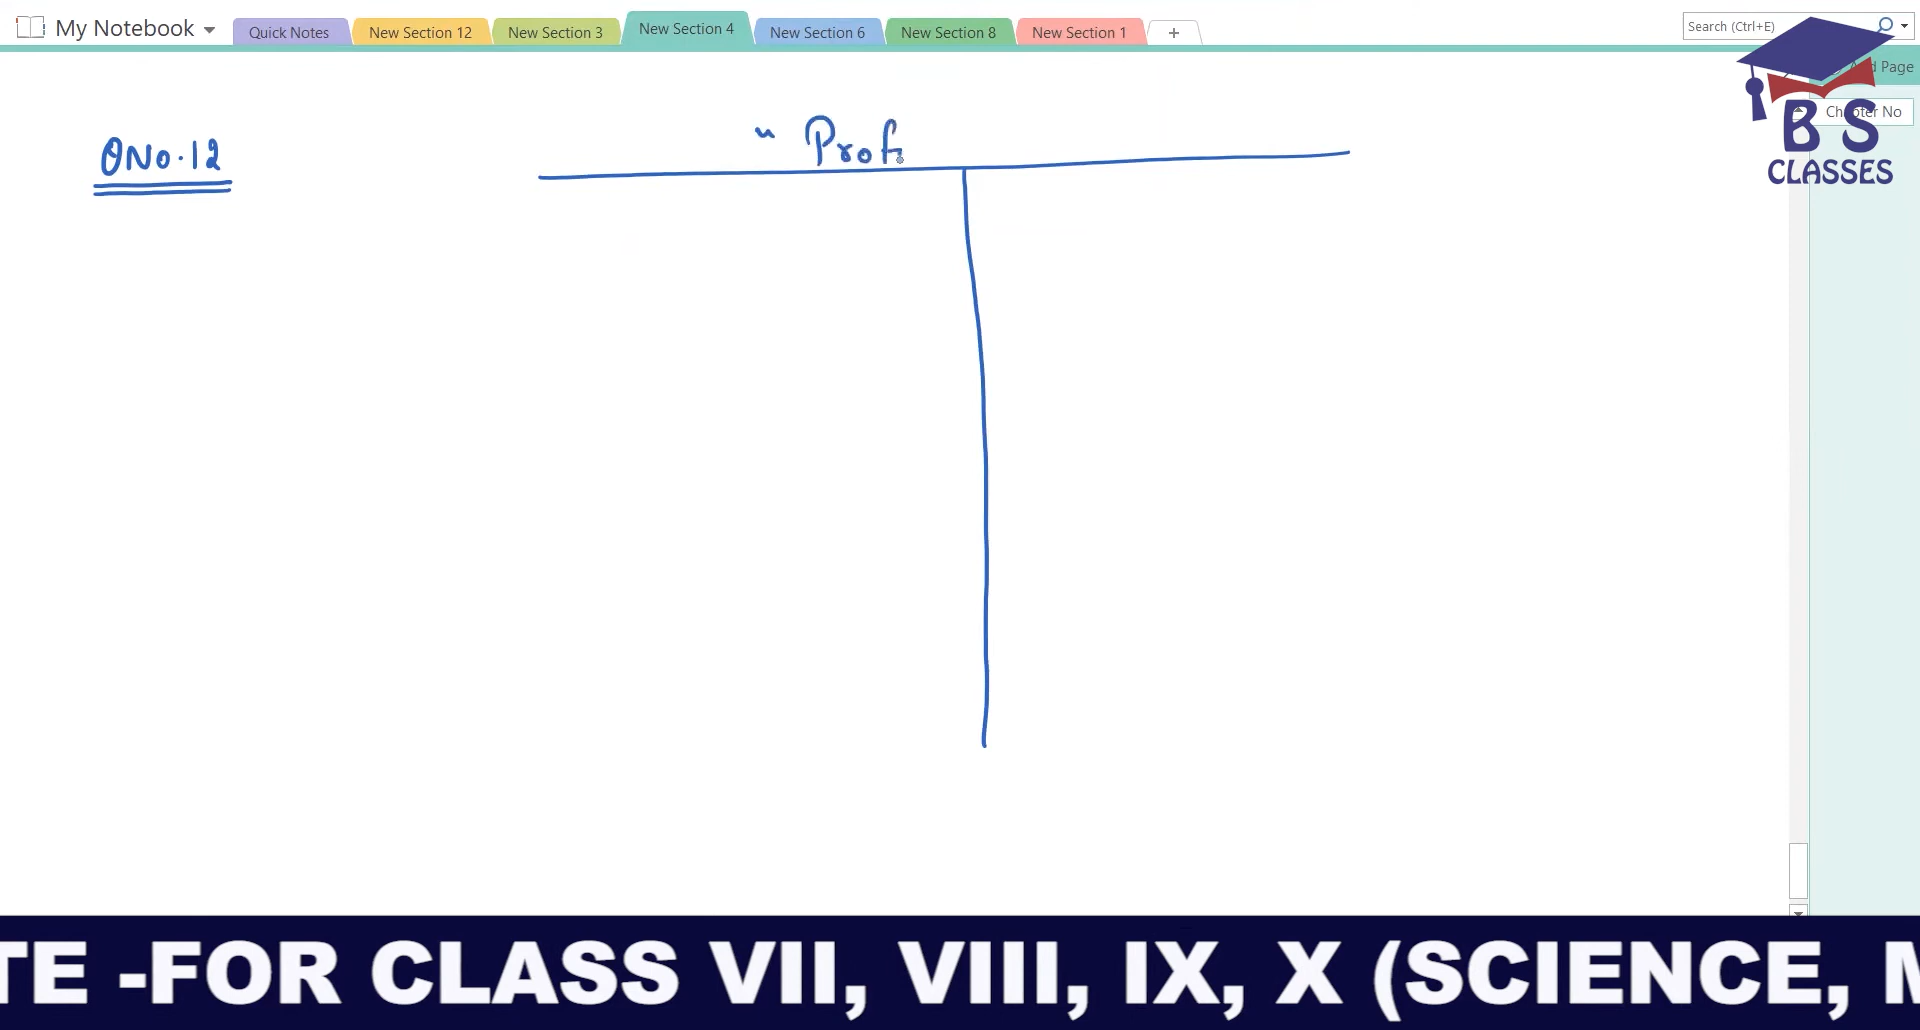 My Notebook
Quick Notes
New Section 12
New Section 3
New Section 4
New Section 6
New Section 8
New Section 1
+
Search (Ctrl+E)
Page
B S
CLASSES
QNo.12
" Prof
TE -FOR CLASS VII, VIII, IX, X (SCIENCE, M